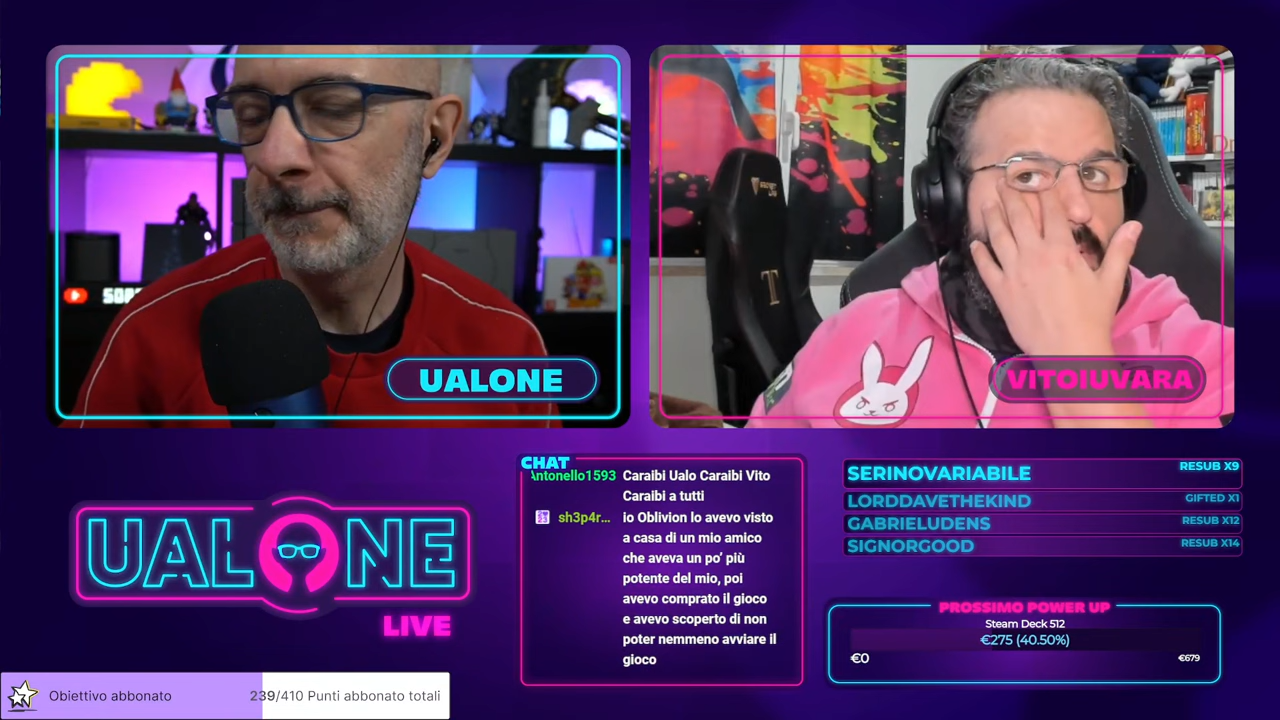 UALONE
VITOIUVARA
CHAT
Antonello1593 Caraibi Ualo Caraibi Vito
Caraibi a tutti
sh3p4r... io Oblivion lo avevo visto
a casa di un mio amico
che aveva un po' più
potente del mio, poi
avevo comprato il gioco
e avevo scoperto di non
poter nemmeno avviare il
gioco
SERINOVARIABILE RESUB X9
LORDDAVETHEKIND GIFTED X1
GABRIELUDENS RESUB X12
SIGNORGOOD RESUB X14
UALONE
LIVE
PROSSIMO POWER UP
Steam Deck 512
€275 (40.50%)
€0 €679
Obiettivo abbonato 239/410 Punti abbonato totali